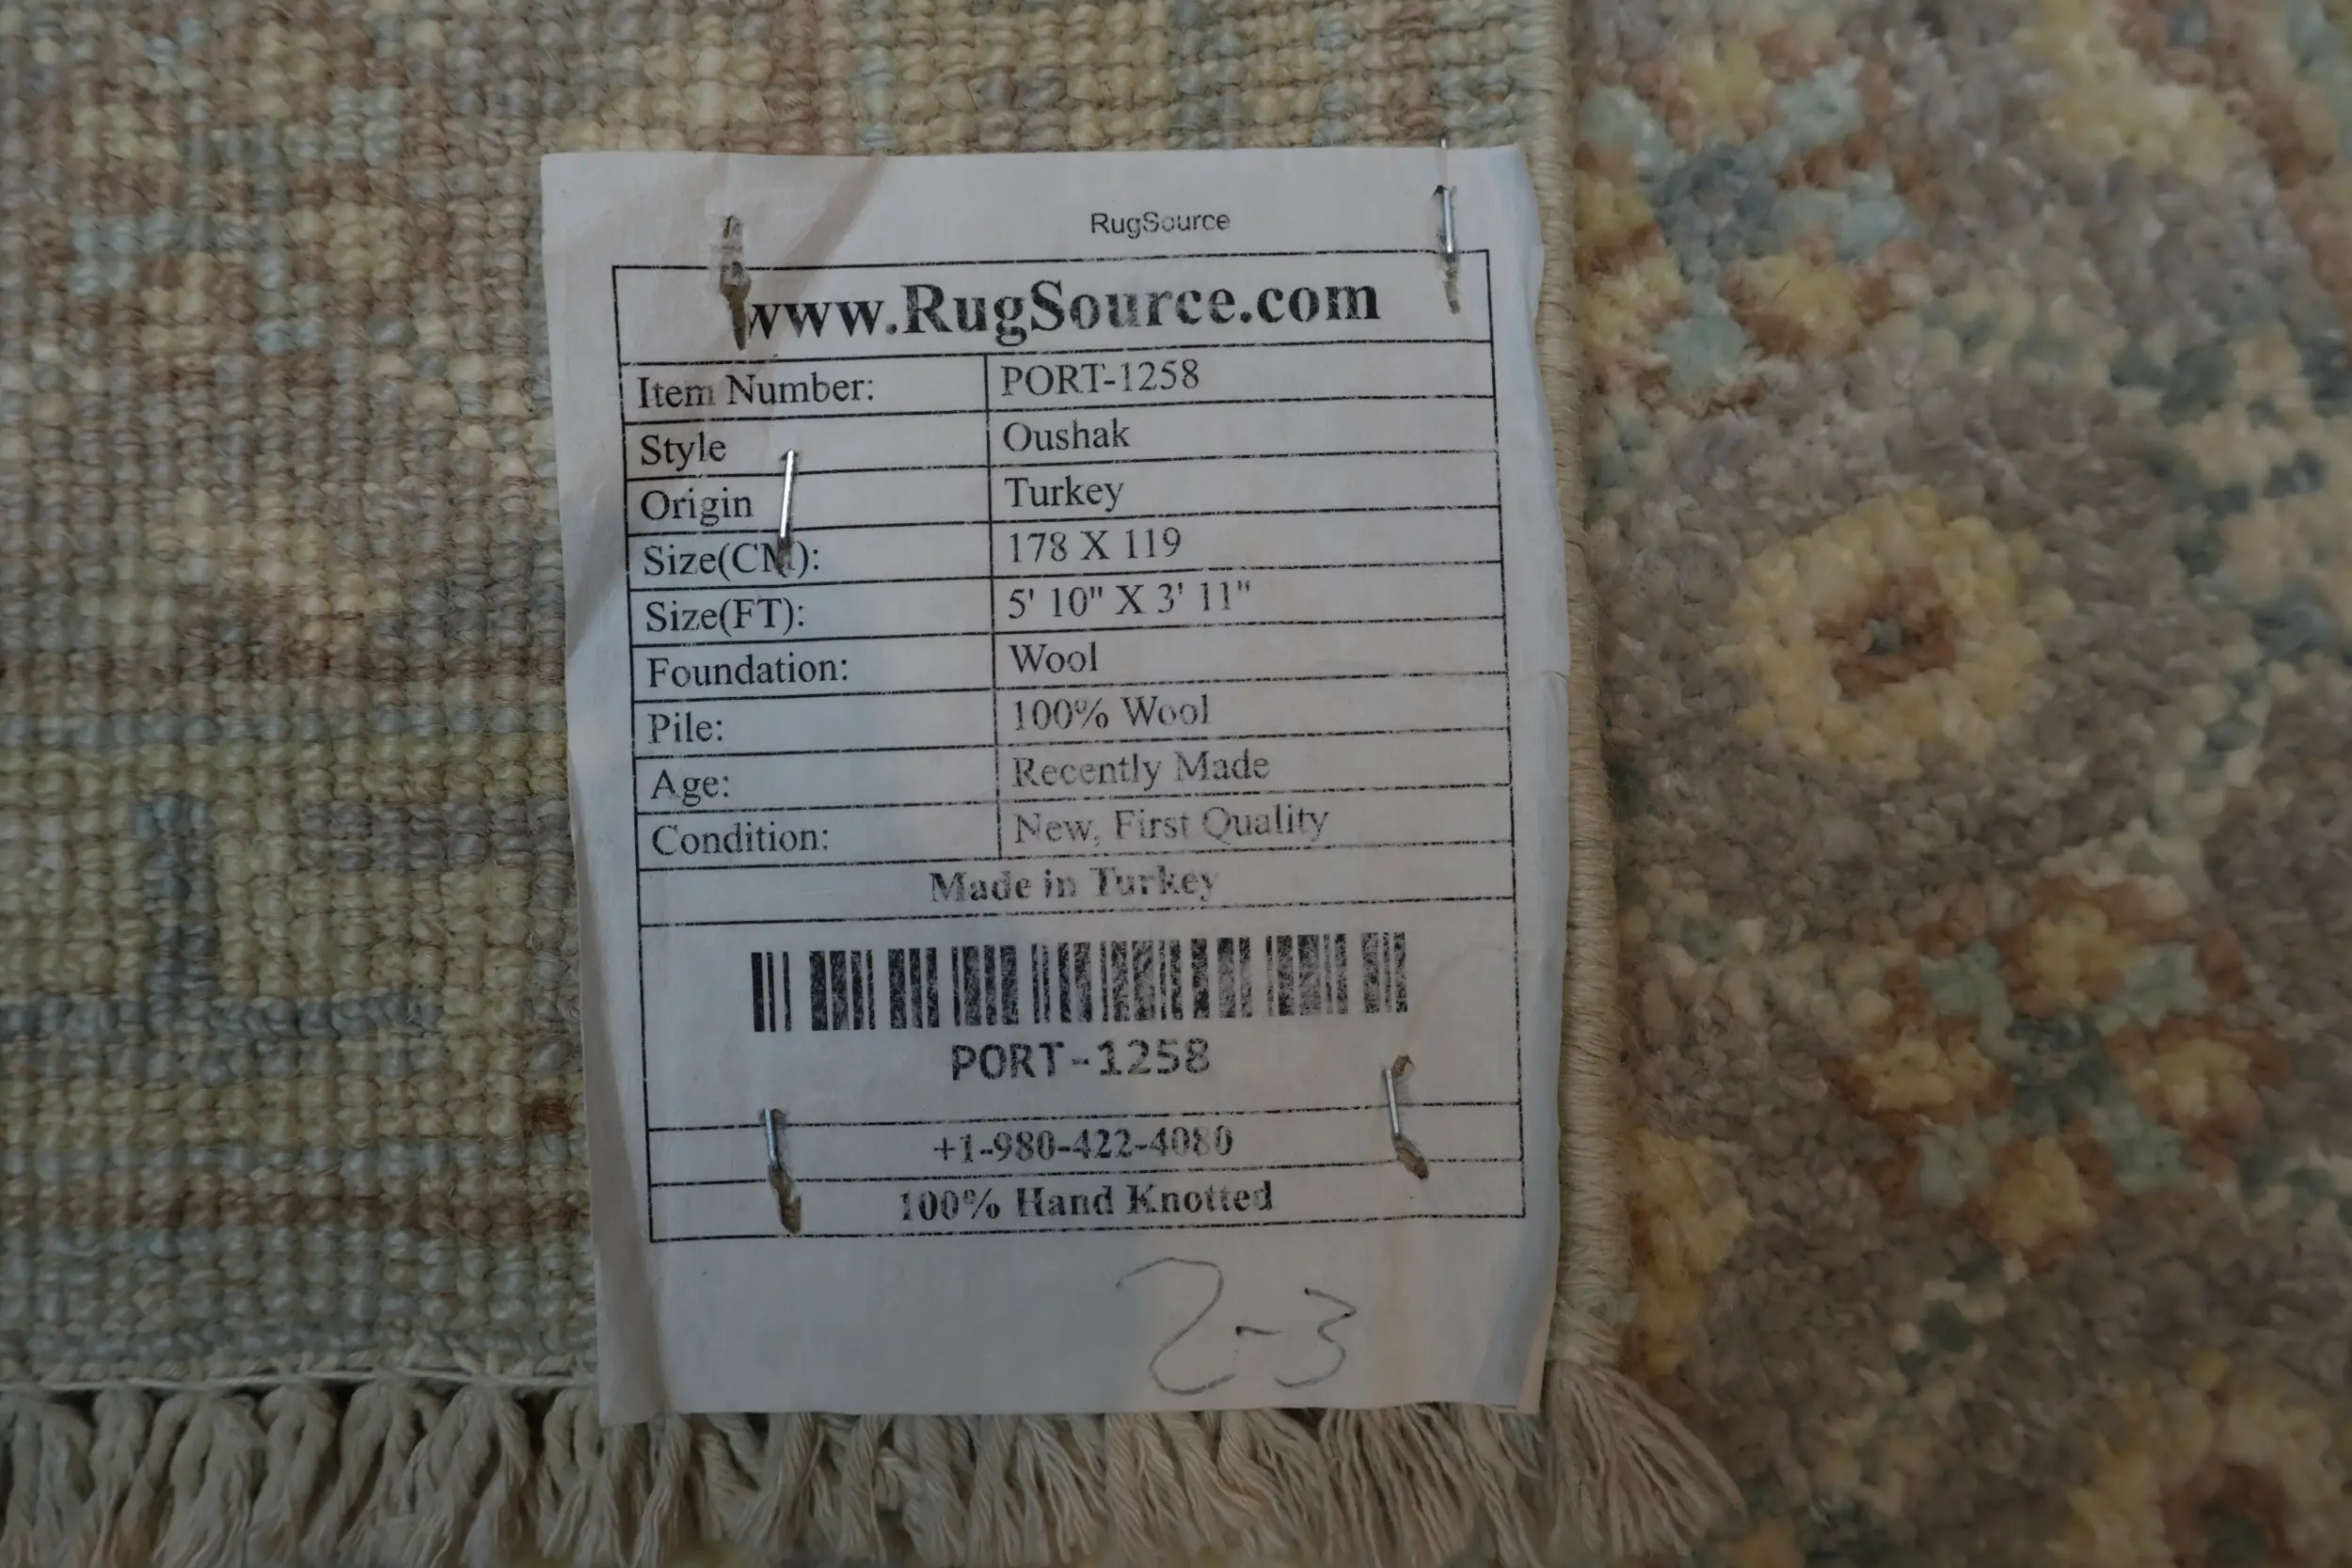 RugSource
www.RugSource.com
Item Number: PORT-1258
Style Oushak
Origin Turkey
Size(CM): 178 X 119
Size(FT): 5' 10" X 3' 11"
Foundation: Wool
Pile: 100% Wool
Age: Recently Made
Condition: New, First Quality
Made in Turkey
PORT-1258
+1-980-422-4080
100% Hand Knotted
2-3